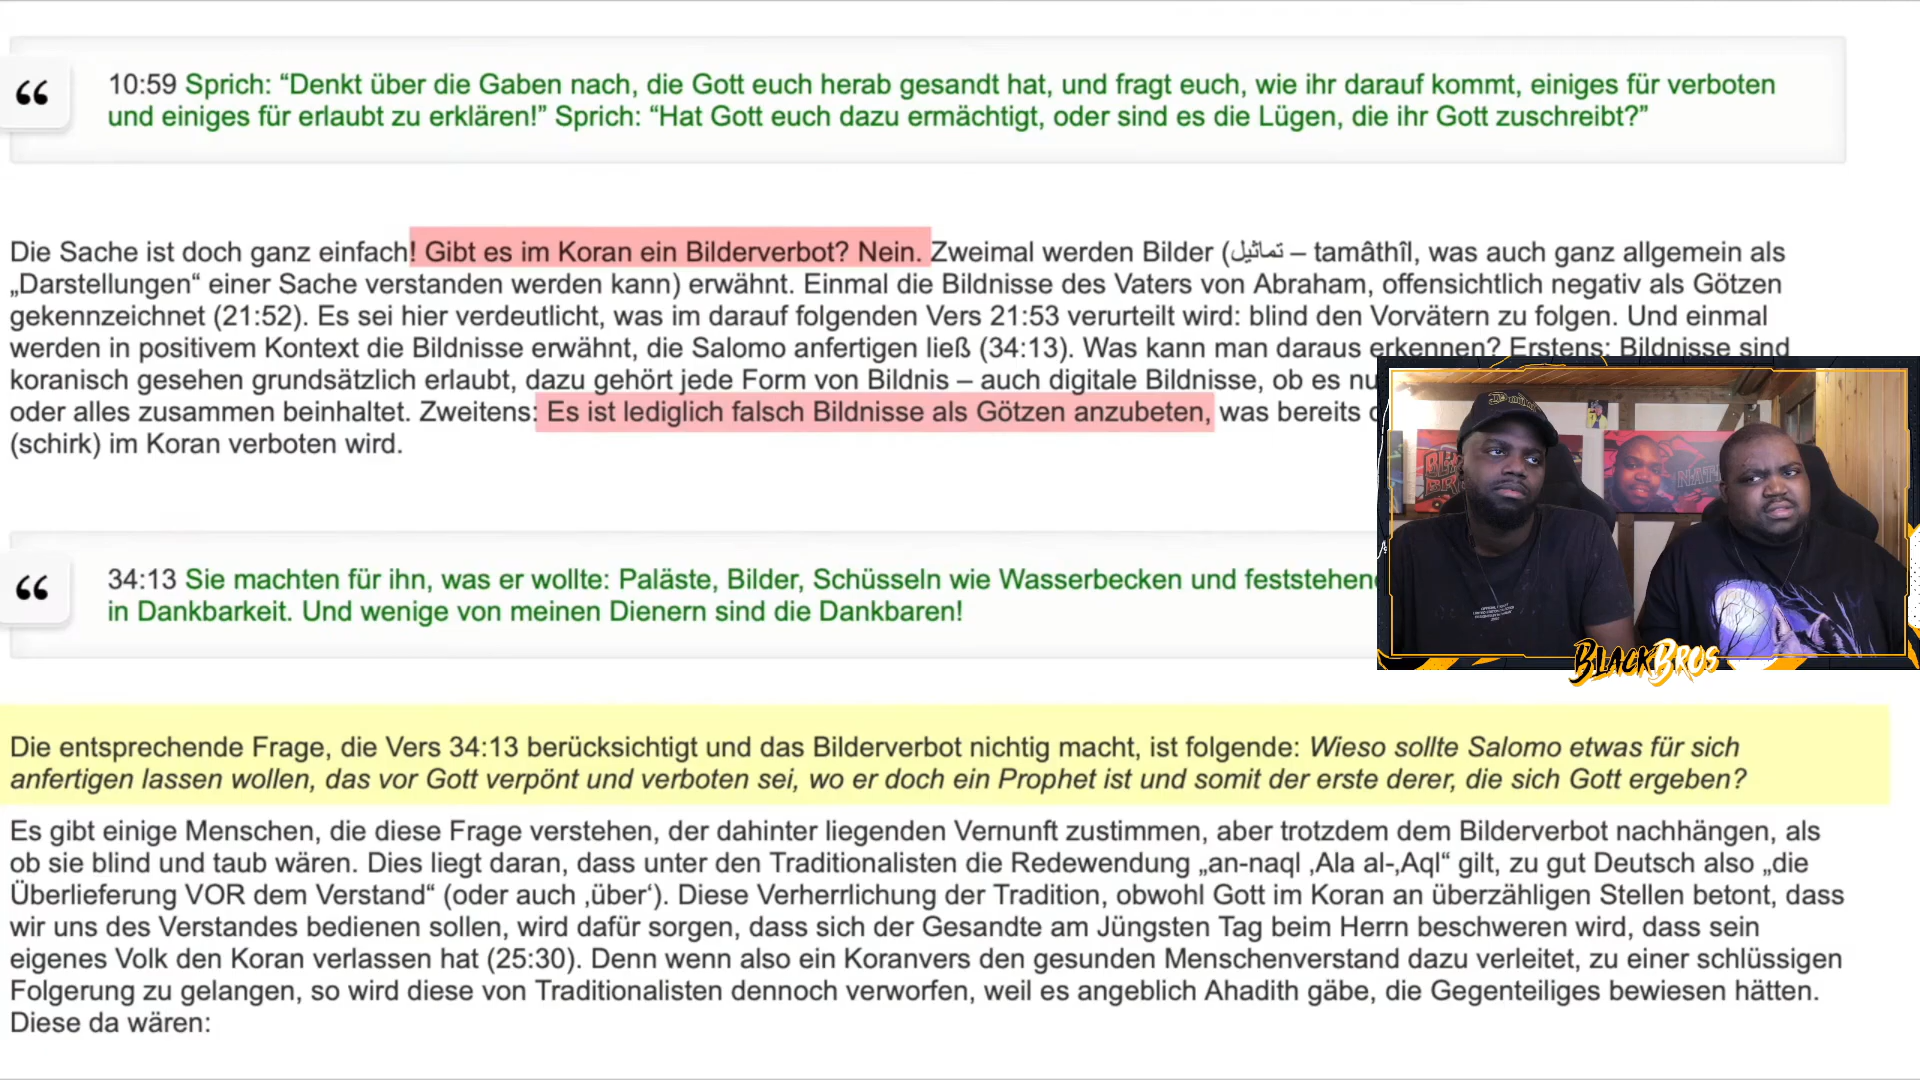 10:59 Sprich: “Denkt über die Gaben nach, die Gott euch herab gesandt hat, und fragt euch, wie ihr darauf kommt, einiges für verboten
und einiges für erlaubt zu erklären!” Sprich: “Hat Gott euch dazu ermächtigt, oder sind es die Lügen, die ihr Gott zuschreibt?”
Die Sache ist doch ganz einfach! Gibt es im Koran ein Bilderverbot? Nein. Zweimal werden Bilder (تماثيل – tamâthîl, was auch ganz allgemein als
„Darstellungen“ einer Sache verstanden werden kann) erwähnt. Einmal die Bildnisse des Vaters von Abraham, offensichtlich negativ als Götzen
gekennzeichnet (21:52). Es sei hier verdeutlicht, was im darauf folgenden Vers 21:53 verurteilt wird: blind den Vorvätern zu folgen. Und einmal
werden in positivem Kontext die Bildnisse erwähnt, die Salomo anfertigen ließ (34:13). Was kann man daraus erkennen? Erstens: Bildnisse sind
koranisch gesehen grundsätzlich erlaubt, dazu gehört jede Form von Bildnis – auch digitale Bildnisse, ob es nu
oder alles zusammen beinhaltet. Zweitens: Es ist lediglich falsch Bildnisse als Götzen anzubeten, was bereits
(schirk) im Koran verboten wird.
34:13 Sie machten für ihn, was er wollte: Paläste, Bilder, Schüsseln wie Wasserbecken und feststehen
in Dankbarkeit. Und wenige von meinen Dienern sind die Dankbaren!
BLACKBROS
Die entsprechende Frage, die Vers 34:13 berücksichtigt und das Bilderverbot nichtig macht, ist folgende: Wieso sollte Salomo etwas für sich
anfertigen lassen wollen, das vor Gott verpönt und verboten sei, wo er doch ein Prophet ist und somit der erste derer, die sich Gott ergeben?
Es gibt einige Menschen, die diese Frage verstehen, der dahinter liegenden Vernunft zustimmen, aber trotzdem dem Bilderverbot nachhängen, als
ob sie blind und taub wären. Dies liegt daran, dass unter den Traditionalisten die Redewendung „an-naql ‚Ala al-‚Aql“ gilt, zu gut Deutsch also „die
Überlieferung VOR dem Verstand“ (oder auch ‚über‘). Diese Verherrlichung der Tradition, obwohl Gott im Koran an überzähligen Stellen betont, dass
wir uns des Verstandes bedienen sollen, wird dafür sorgen, dass sich der Gesandte am Jüngsten Tag beim Herrn beschweren wird, dass sein
eigenes Volk den Koran verlassen hat (25:30). Denn wenn also ein Koranvers den gesunden Menschenverstand dazu verleitet, zu einer schlüssigen
Folgerung zu gelangen, so wird diese von Traditionalisten dennoch verworfen, weil es angeblich Ahadith gäbe, die Gegenteiliges bewiesen hätten.
Diese da wären: